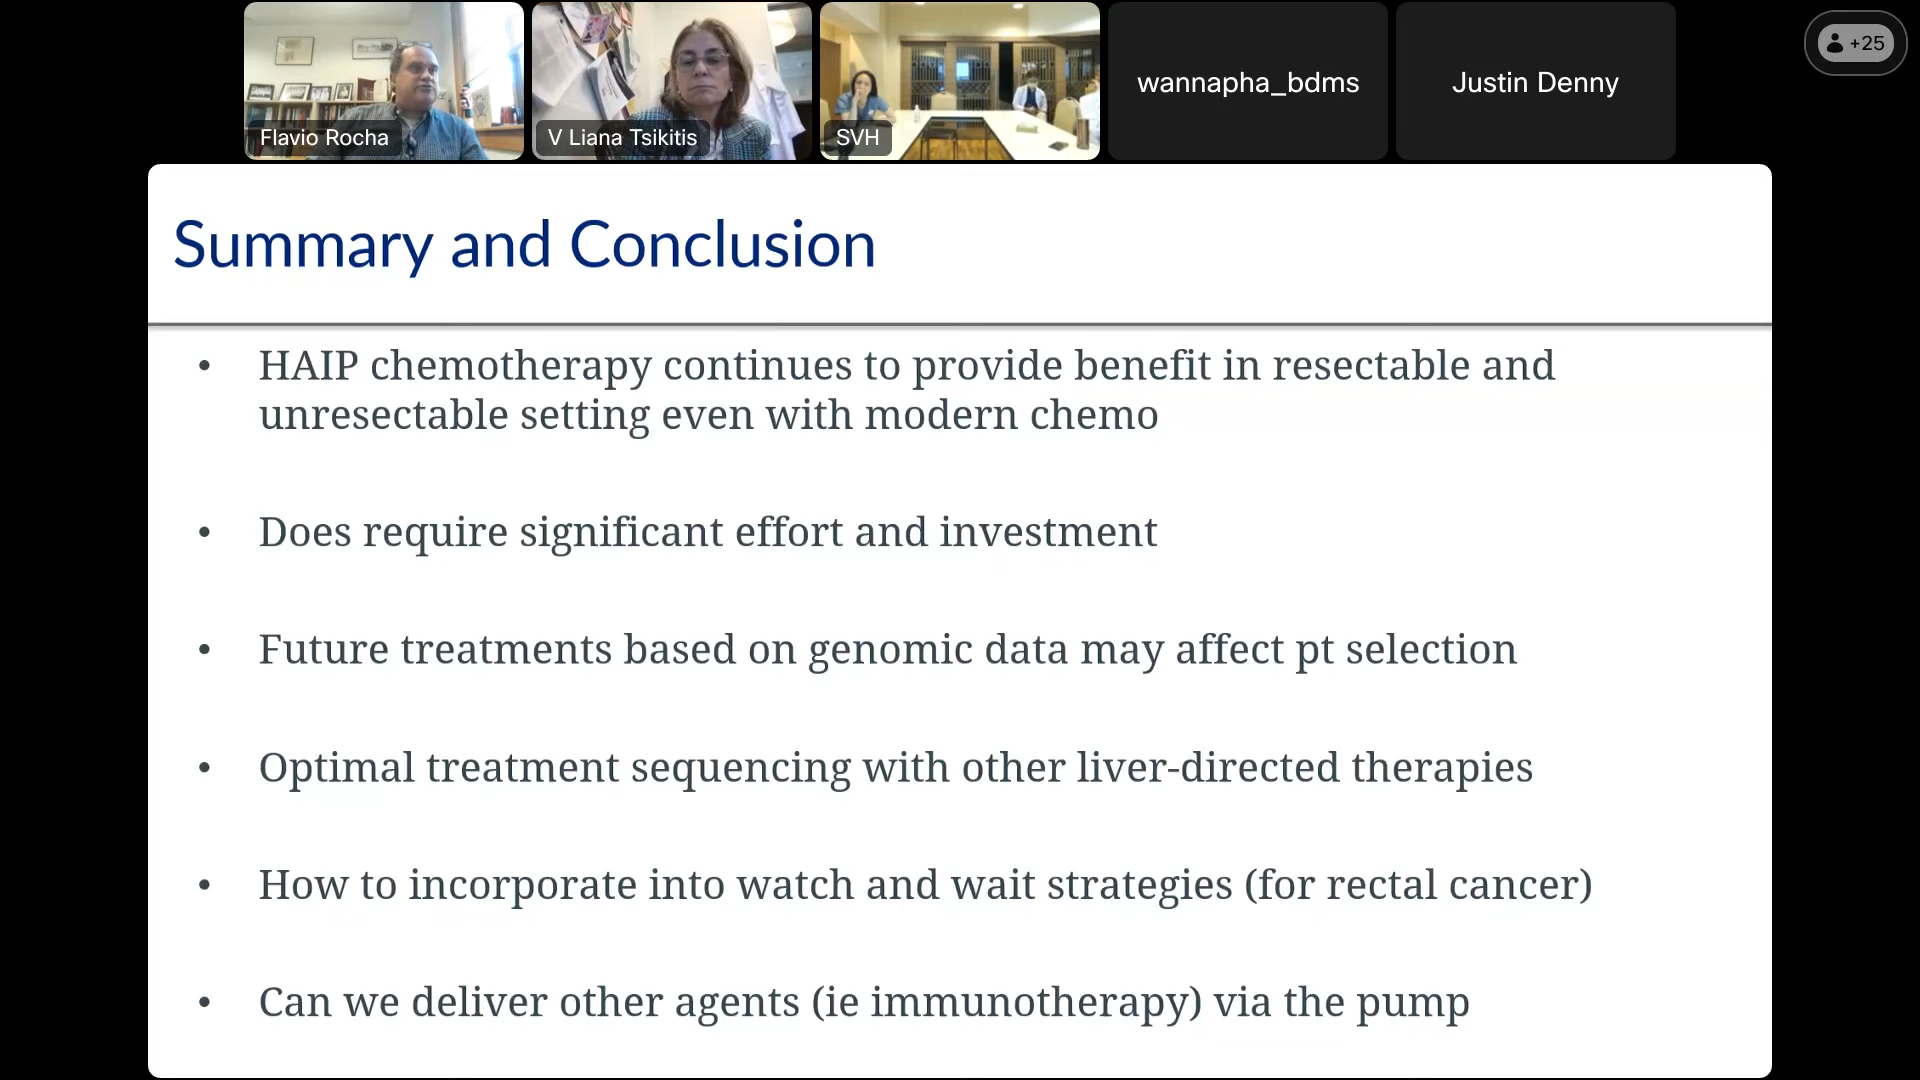 Flavio Rocha
V Liana Tsikitis
SVH
wannapha_bdms
Justin Denny
+25
Summary and Conclusion
• HAIP chemotherapy continues to provide benefit in resectable and
unresectable setting even with modern chemo
• Does require significant effort and investment
• Future treatments based on genomic data may affect pt selection
• Optimal treatment sequencing with other liver-directed therapies
• How to incorporate into watch and wait strategies (for rectal cancer)
• Can we deliver other agents (ie immunotherapy) via the pump